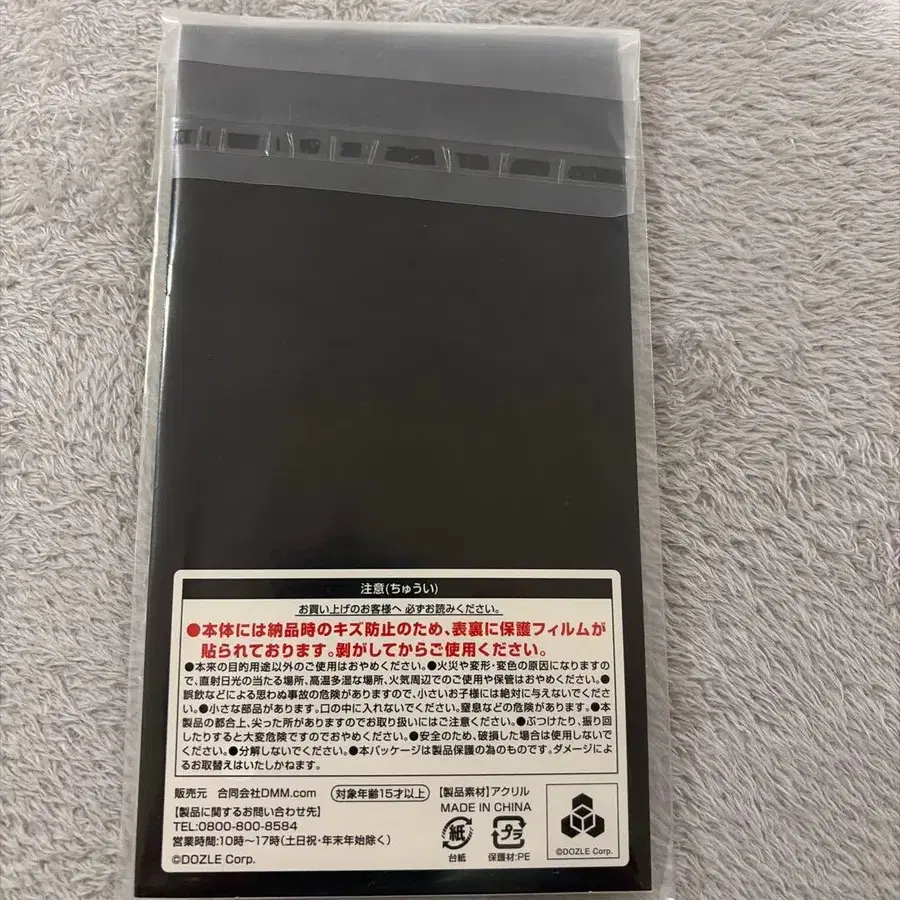 注意(ちゅうい)
お買い上げのお客様へ 必ずお読みください。
●本体には納品時のキズ防止のため、表裏に保護フィルムが
貼られております。剝がしてからご使用ください。
●本来の目的用途以外のご使用はおやめください。●火災や変形・変色の原因になりますの
で、直射日光の当たる場所、高温多湿な場所、火気周辺でのご使用や保管はおやめください。●
誤飲などによる思わぬ事故の危険がありますので、小さいお子様には絶対に与えないでくださ
い。●小さな部品があります。口の中に入れないでください。窒息などの危険があります。●本
製品の都合上、尖った所がありますのでお取り扱いにはご注意ください。●ぶつけたり、振り回
したりすると大変危険ですのでおやめください。●安全のため、破損した場合は使用しないで
ください。●分解しないでください。●本パッケージは製品保護の為のものです。ダメージによ
るお取替えはいたしかねます。
販売元 合同会社DMM.com 対象年齢15才以上 【製品素材】アクリル
MADE IN CHINA
【製品に関するお問い合わせ先】
TEL:0800-800-8584
営業時間:10時〜17時(土日祝・年末年始除く)
©DOZLE Corp.
紙
台紙
プラ
保護材:PE
©DOZLE Corp.